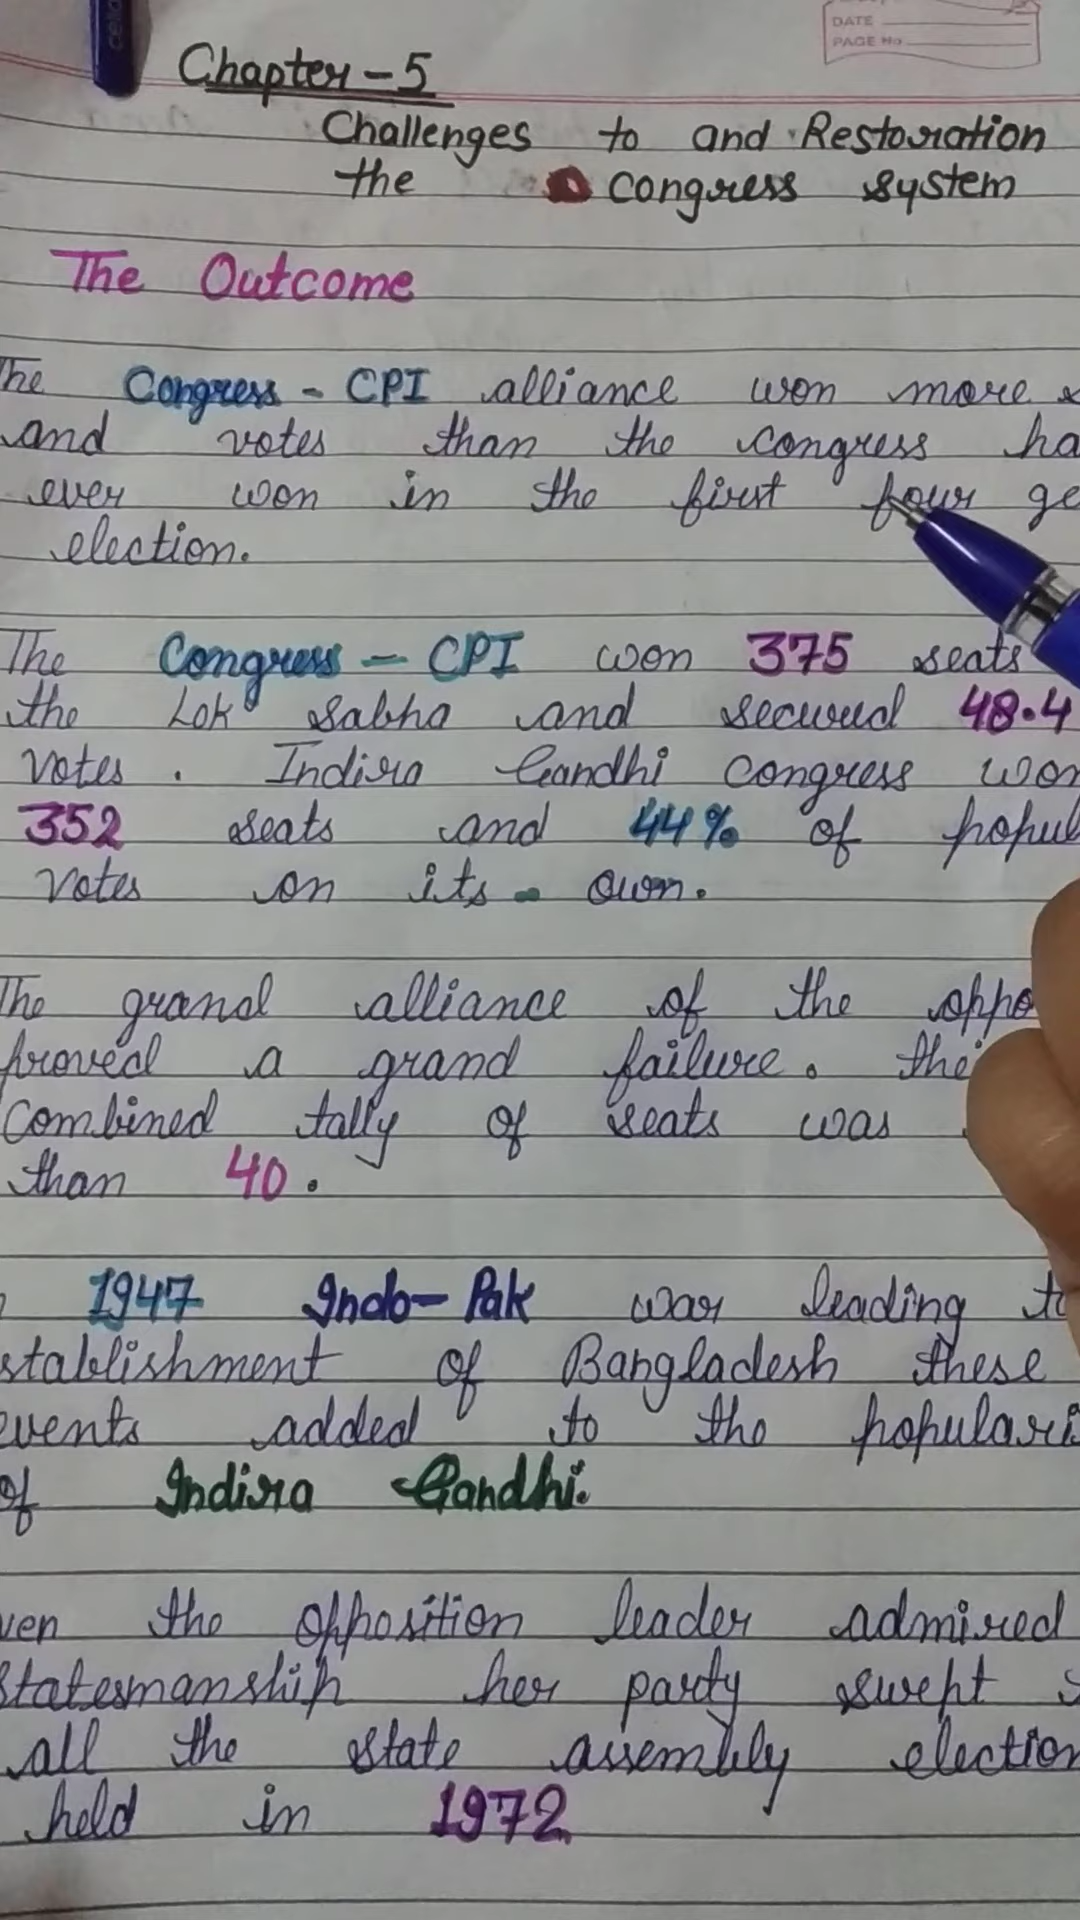 DATE
PAGE No
Chapter-5
Challenges to and Restoration
the congress system
The Outcome
The Congress - CPI alliance won more
and votes than the congress ha
ever won in the first four ge
election.
The Congress - CPI won 375 seats
the Lok Sabha and secured 48.4
votes. Indira Gandhi congress won
352 seats and 44% of popul
votes on its - own.
The grand alliance of the oppo
proved a grand failure. thei
Combined tally of seats was
than 40.
1947 Indo-Pak war leading to
stablishment of Bangladesh these
events added to the populari
of Indira Gandhi.
ven the opposition leader admired
statesmanship her party swept
all the state assembly election
held in 1972